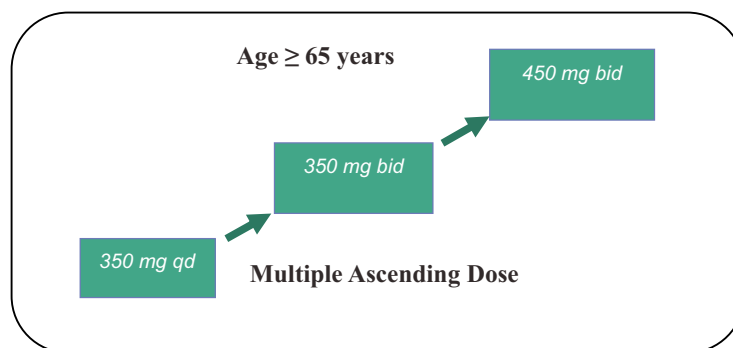 Age ≥ 65 years
450 mg bid
350 mg bid
350 mg qd
Multiple Ascending Dose